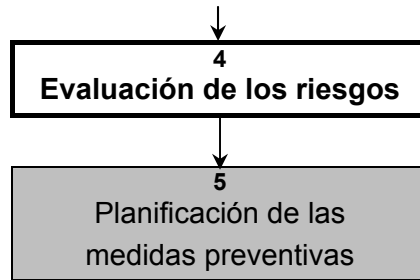 4
Evaluación de los riesgos
5
Planificación de las
medidas preventivas